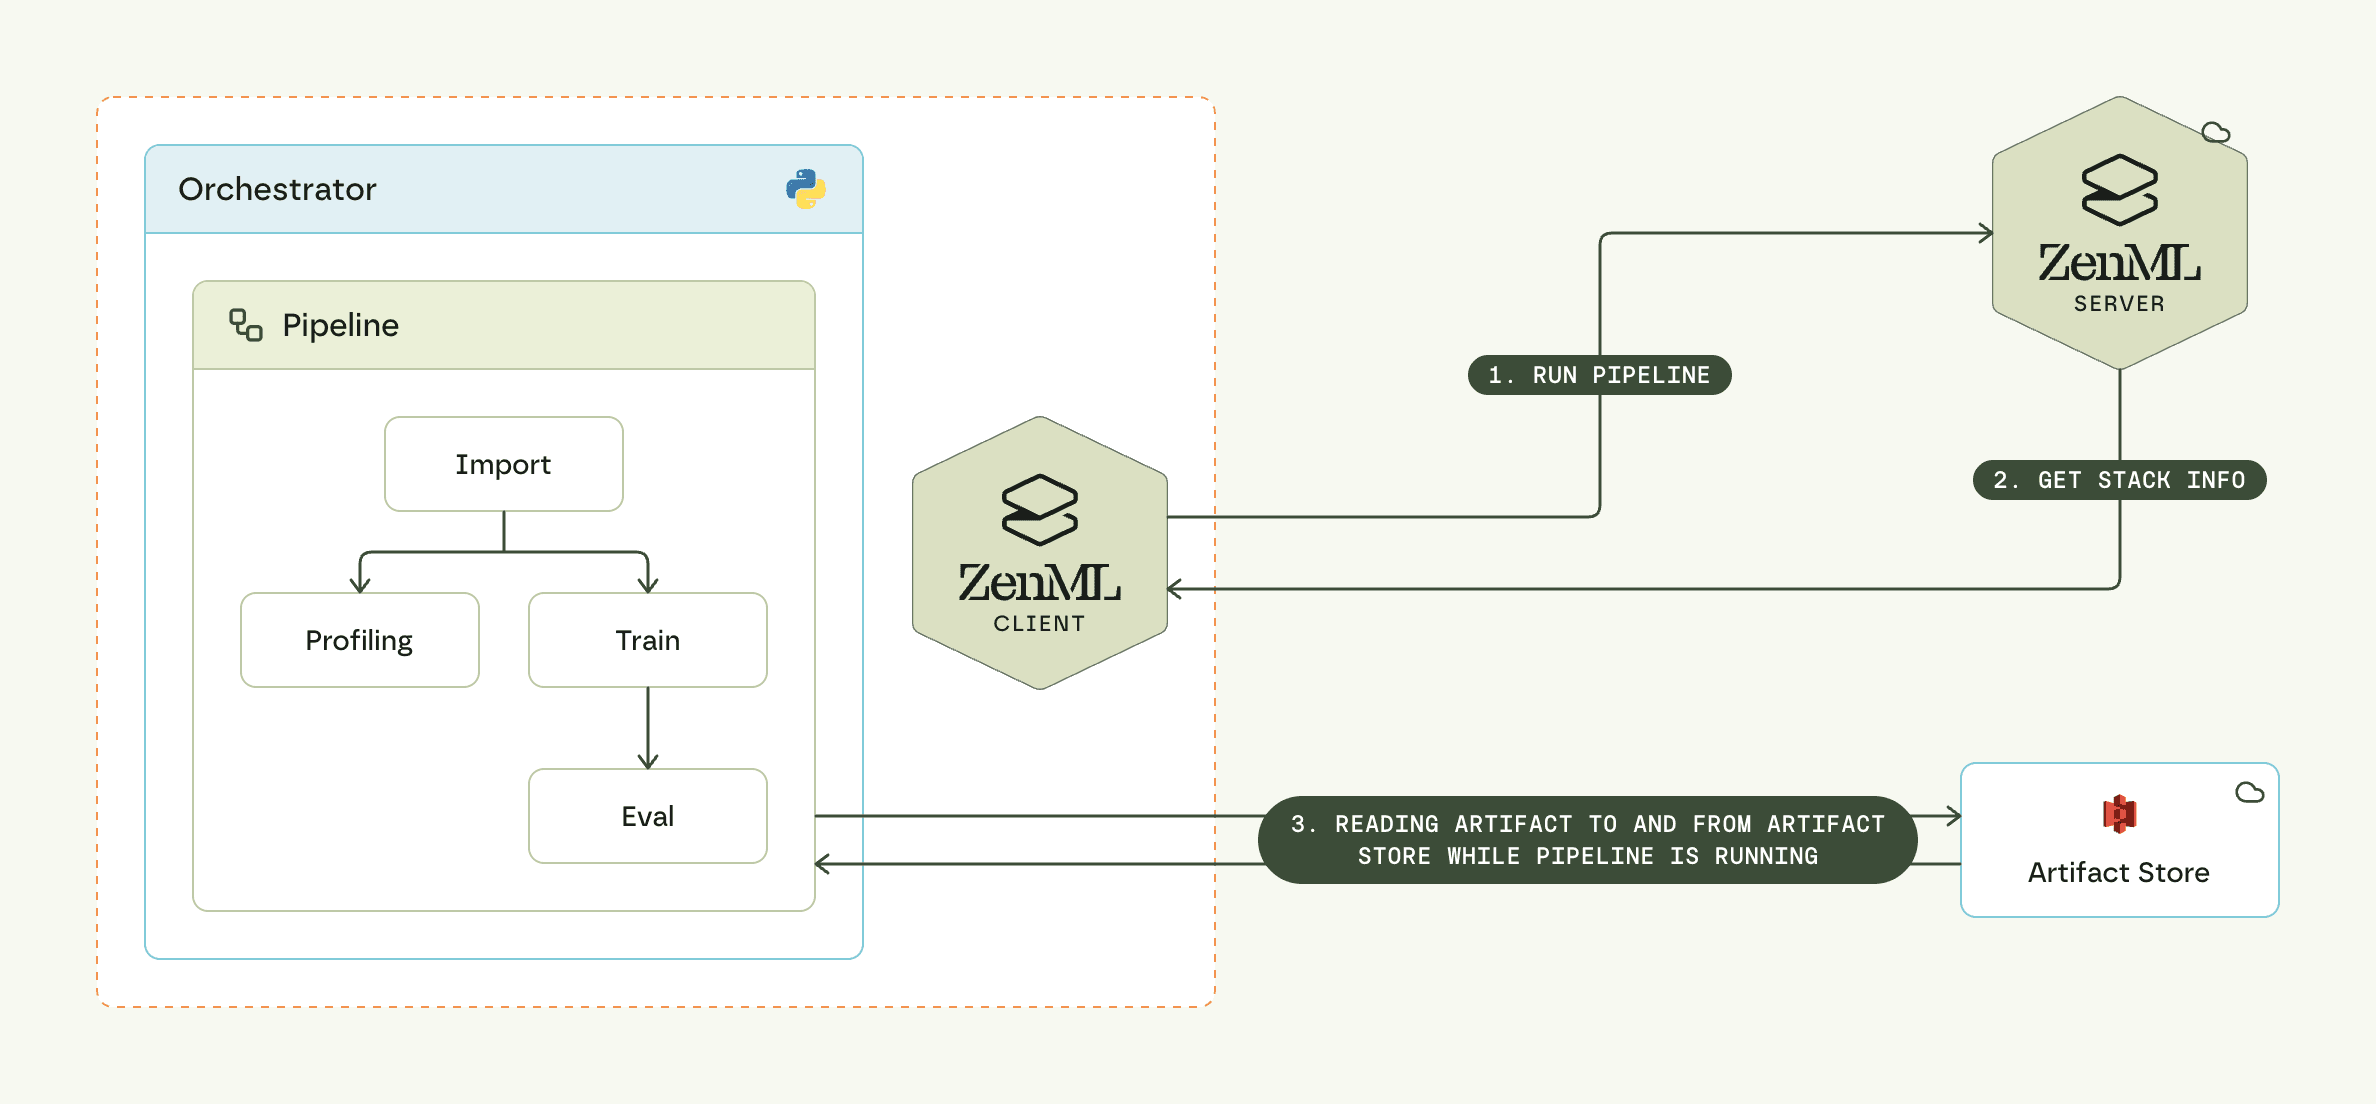 Orchestrator
Pipeline
Import
Profiling
Train
Eval
ZenML
CLIENT
1. RUN PIPELINE
ZenML
SERVER
2. GET STACK INFO
3. READING ARTIFACT TO AND FROM ARTIFACT
STORE WHILE PIPELINE IS RUNNING
Artifact Store